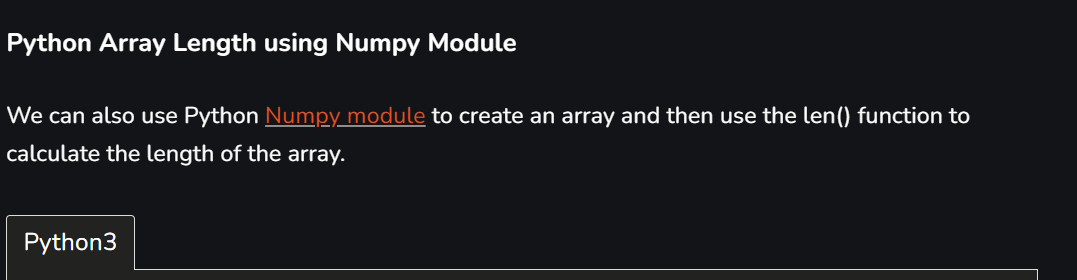 Python Array Length using Numpy Module
We can also use Python Numpy module to create an array and then use the len() function to
calculate the length of the array.
Python3